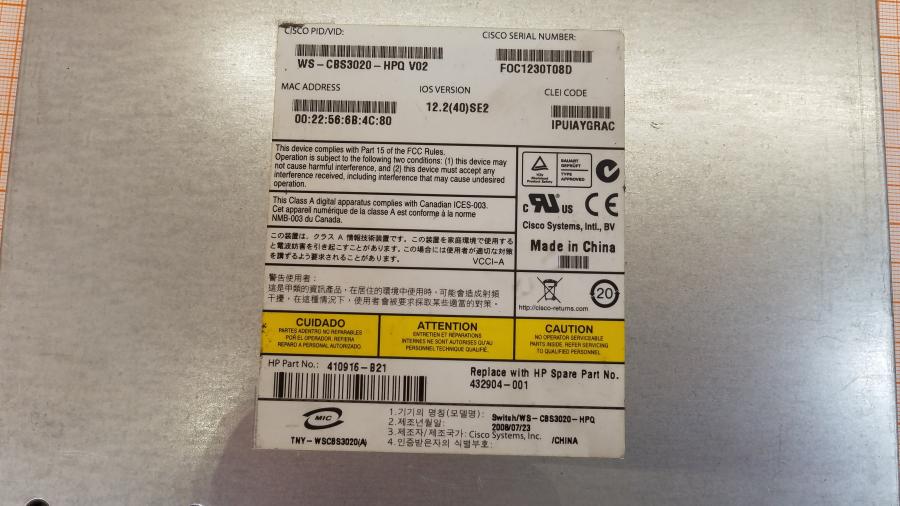 CISCO PID/VID:
CISCO SERIAL NUMBER:
WS-CBS3020-HPQ V02
FOC1230T08D
MAC ADDRESS
IOS VERSION
CLEI CODE
00:22:56:6B:4C:80
12.2(40)SE2
IPUIAYGRAC
This device complies with Part 15 of the FCC Rules.
Operation is subject to the following two conditions: (1) this device may
not cause harmful interference, and (2) this device must accept any
interference received, including interference that may cause undesired
operation.
This Class A digital apparatus complies with Canadian ICES-003.
Cet appareil numérique de la classe A est conforme à la norme
NMB-003 du Canada.
この装置は、クラス A 情報技術装置です。この装置を家庭環境で使用する
と電波妨害を引き起こすことがあります。この場合には使用者が適切な対策
を講ずるよう要求されることがあります。
VCCI-A
警告使用者:
這是甲類的資訊產品，在居住的環境中使用時，可能會造成射頻
干擾，在這種情況下，使用者會被要求採取某些適當的對策。
BAUART
GEPRÜFT
TYPE
APPROVED
C RU US CE
Cisco Systems, Intl., BV
Made in China
20
http://cisco-returns.com
CUIDADO
PARTES ADENTRO NO REPARABLES
POR EL OPERADOR, REFIERA
REPARO A PERSONAL AUTORIZADO.
ATTENTION
ENTRETIEN ET RÉPARATIONS
INTERNES NE SONT AUTORISÉS QU'AU
PERSONNEL TECHNIQUE QUALIFIÉ.
CAUTION
NO OPERATOR SERVICEABLE
PARTS INSIDE. REFER SERVICING
TO QUALIFIED PERSONNEL
HP Part No.: 410916-B21
Replace with HP Spare Part No.
432904-001
MIC
TNY-WSCBS3020(A)
1.기기의 명칭(모델명): Switch/WS-CBS3020-HPQ
2.제조년월일: 2008/07/23
3.제조자/제조국가: Cisco Systems, Inc. /CHINA
4.인증받은자의 식별부호: